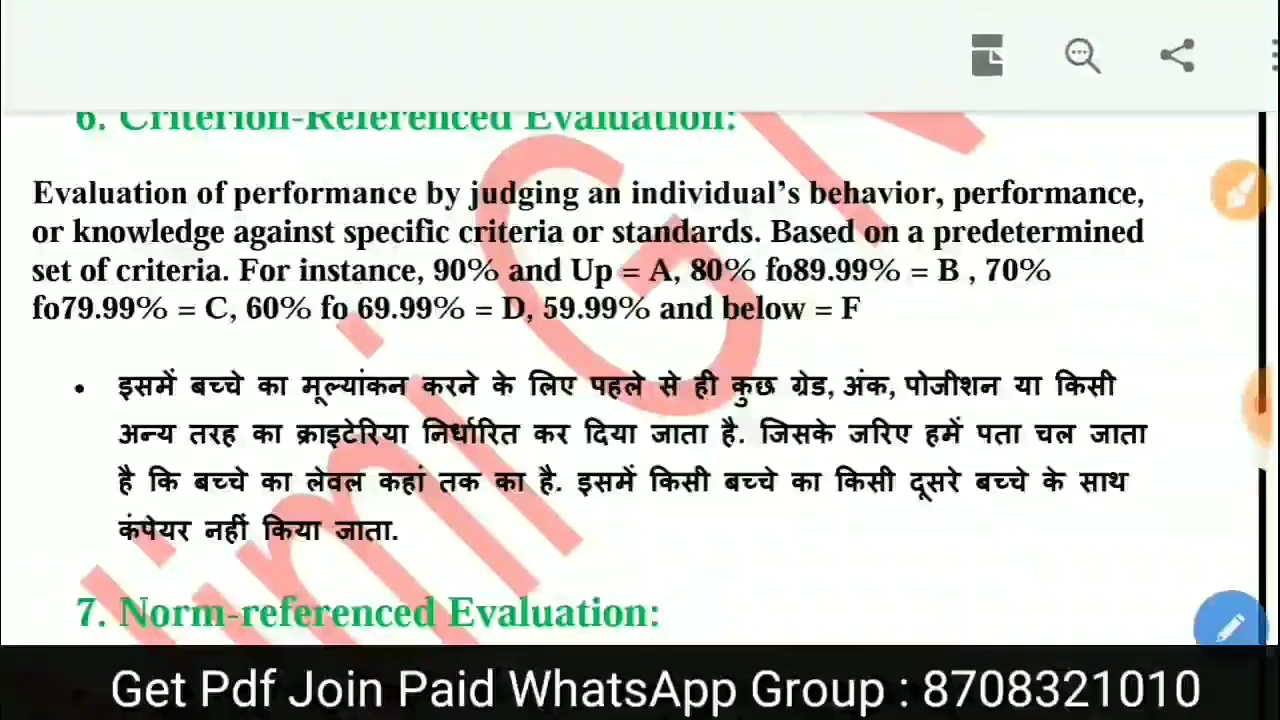 6. Criterion-Referenced Evaluation:
Evaluation of performance by judging an individual’s behavior, performance,
or knowledge against specific criteria or standards. Based on a predetermined
set of criteria. For instance, 90% and Up = A, 80% fo89.99% = B , 70%
fo79.99% = C, 60% fo 69.99% = D, 59.99% and below = F
• इसमें बच्चे का मूल्यांकन करने के लिए पहले से ही कुछ ग्रेड, अंक, पोजीशन या किसी
अन्य तरह का क्राइटेरिया निर्धारित कर दिया जाता है. जिसके जरिए हमें पता चल जाता
है कि बच्चे का लेवल कहां तक का है. इसमें किसी बच्चे का किसी दूसरे बच्चे के साथ
कंपेयर नहीं किया जाता.
7. Norm-referenced Evaluation:
Get Pdf Join Paid WhatsApp Group : 8708321010